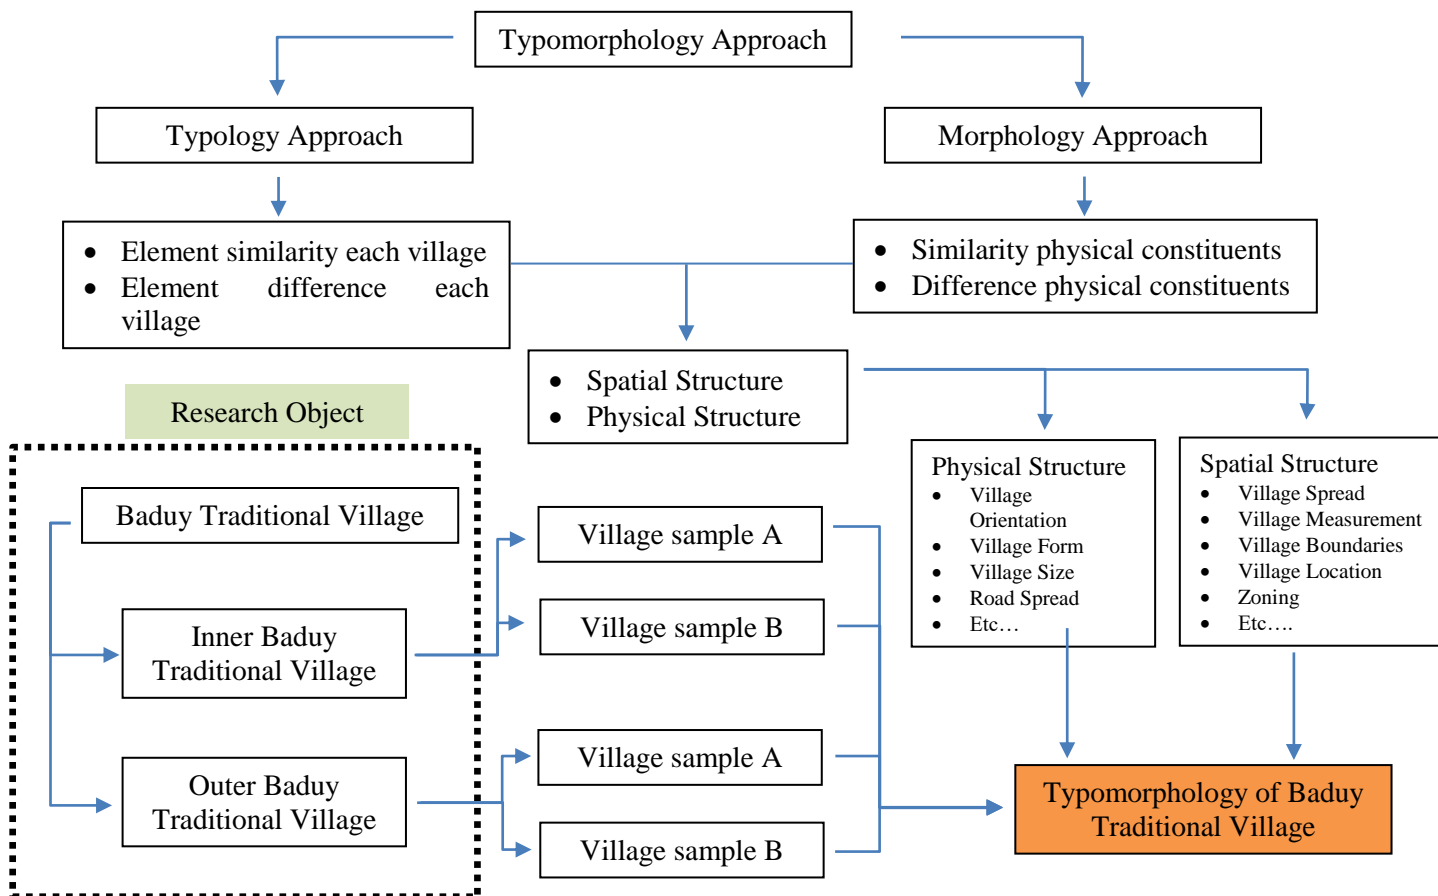 Typomorphology Approach
Typology Approach
Morphology Approach
• Element similarity each village
• Element difference each
village
• Similarity physical constituents
• Difference physical constituents
• Spatial Structure
• Physical Structure
Research Object
Physical Structure
• Village
Orientation
• Village Form
• Village Size
• Road Spread
• Etc…
Spatial Structure
• Village Spread
• Village Measurement
• Village Boundaries
• Village Location
• Zoning
• Etc….
Baduy Traditional Village
Inner Baduy
Traditional Village
Outer Baduy
Traditional Village
Village sample A
Village sample B
Village sample A
Village sample B
Typomorphology of Baduy
Traditional Village